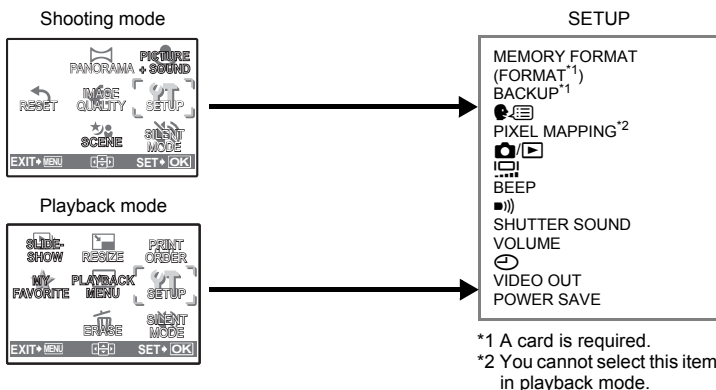 Shooting mode
PANORAMA
PICTURE
+ SOUND
RESET
IMAGE
QUALITY
SETUP
SCENE
SILENT
MODE
EXIT MENU
SET OK
Playback mode
SLIDE-
SHOW
RESIZE
PRINT
ORDER
MY
FAVORITE
PLAYBACK
MENU
SETUP
ERASE
SILENT
MODE
EXIT MENU
SET OK
SETUP
MEMORY FORMAT
(FORMAT*1)
BACKUP*1
PIXEL MAPPING*2
BEEP
SHUTTER SOUND
VOLUME
VIDEO OUT
POWER SAVE
*1 A card is required.
*2 You cannot select this item
in playback mode.